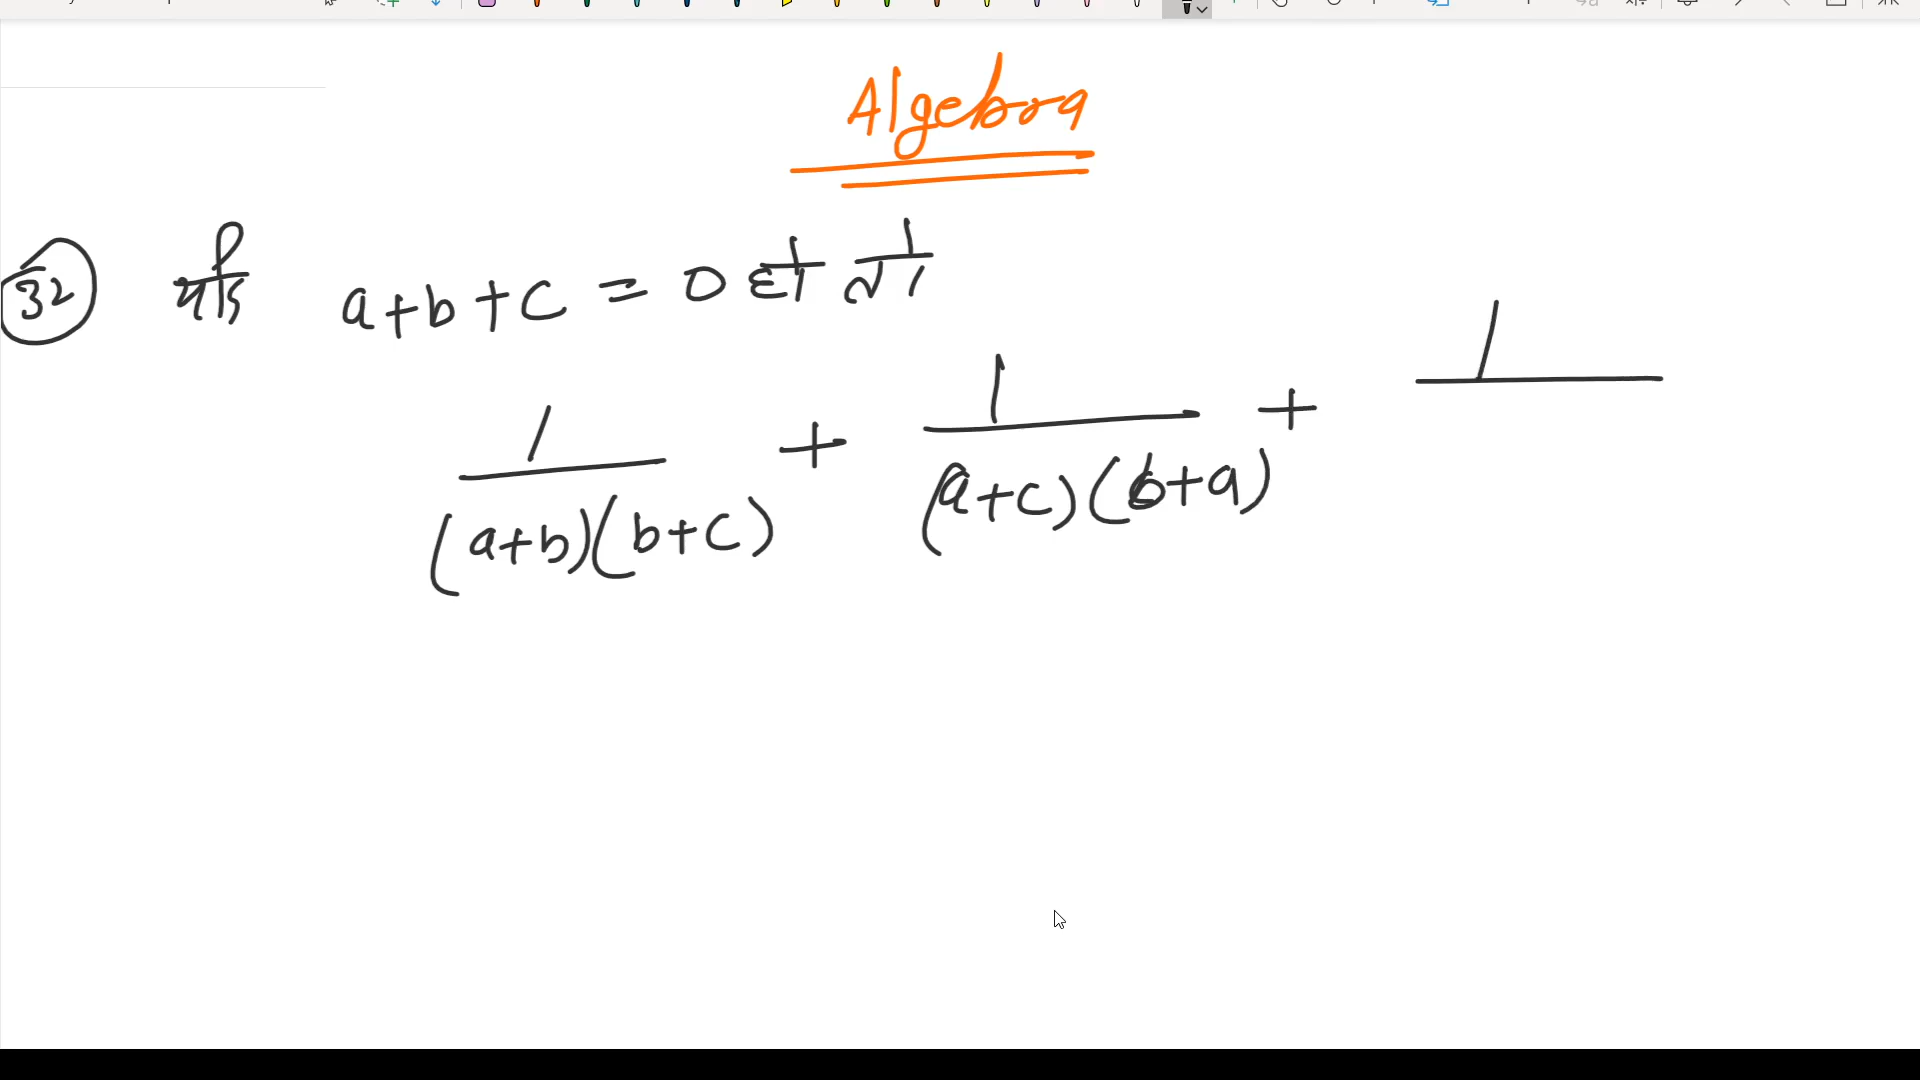 Algebra
32 यदि a+b+c = 0 हो तो
1/((a+b)(b+c)) + 1/((a+c)(b+a)) + 1/